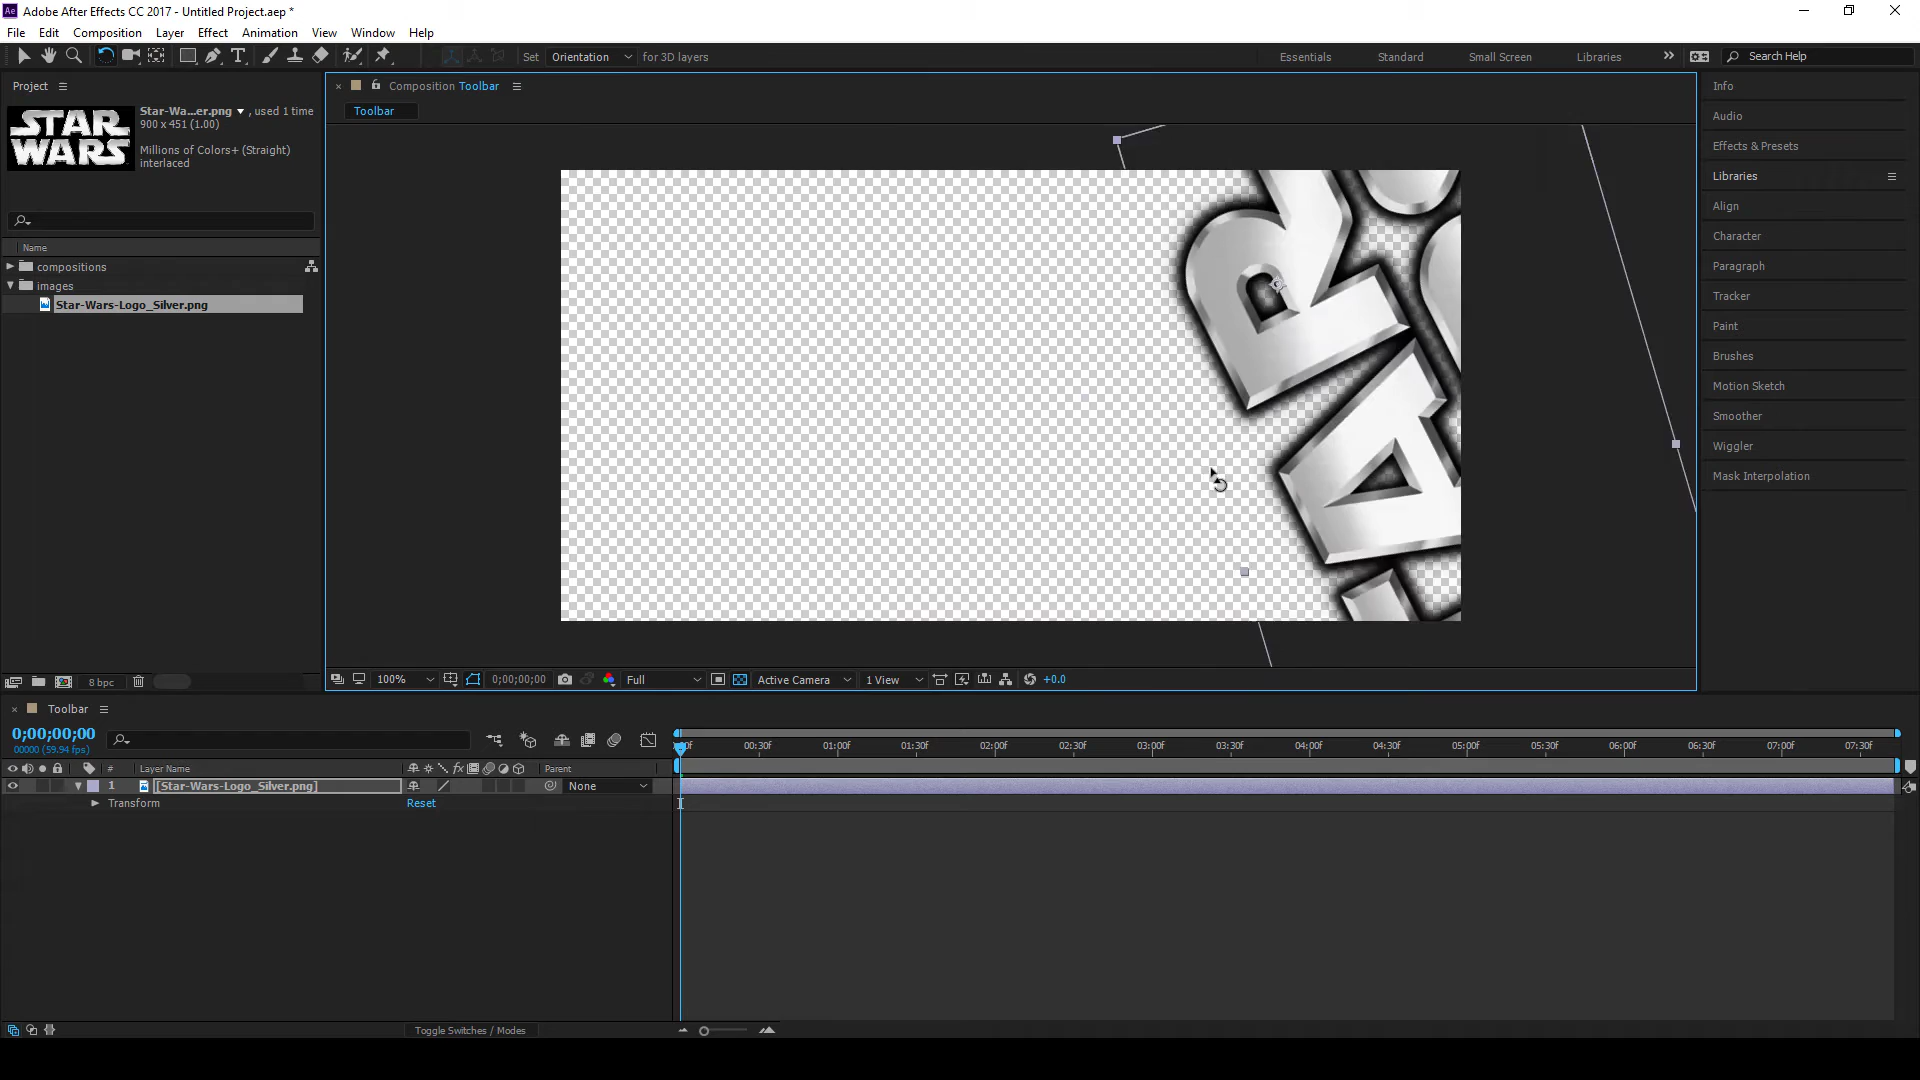 Ae Adobe After Effects CC 2017 - Untitled Project.aep *
File Edit Composition Layer Effect Animation View Window Help
Set Orientation for 3D layers
Essentials Standard Small Screen Libraries Search Help
Project
Composition Toolbar
Toolbar
STAR
WARS
Star-Wa...er.png , used 1 time
900 x 451 (1.00)
Millions of Colors+ (Straight)
interlaced
Name
compositions
images
Star-Wars-Logo_Silver.png
8 bpc
R
A
100% 0;00;00;00 Full Active Camera 1 View +0.0
Info
Audio
Effects & Presets
Libraries
Align
Character
Paragraph
Tracker
Paint
Brushes
Motion Sketch
Smoother
Wiggler
Mask Interpolation
Toolbar
0;00;00;00
00000 (59.94 fps)
00:30f 01:00f 01:30f 02:00f 02:30f 03:00f 03:30f 04:00f 04:30f 05:00f 05:30f 06:00f 06:30f 07:00f 07:30f
# Layer Name fx Parent
1 [Star-Wars-Logo_Silver.png] None
Transform Reset
Toggle Switches / Modes